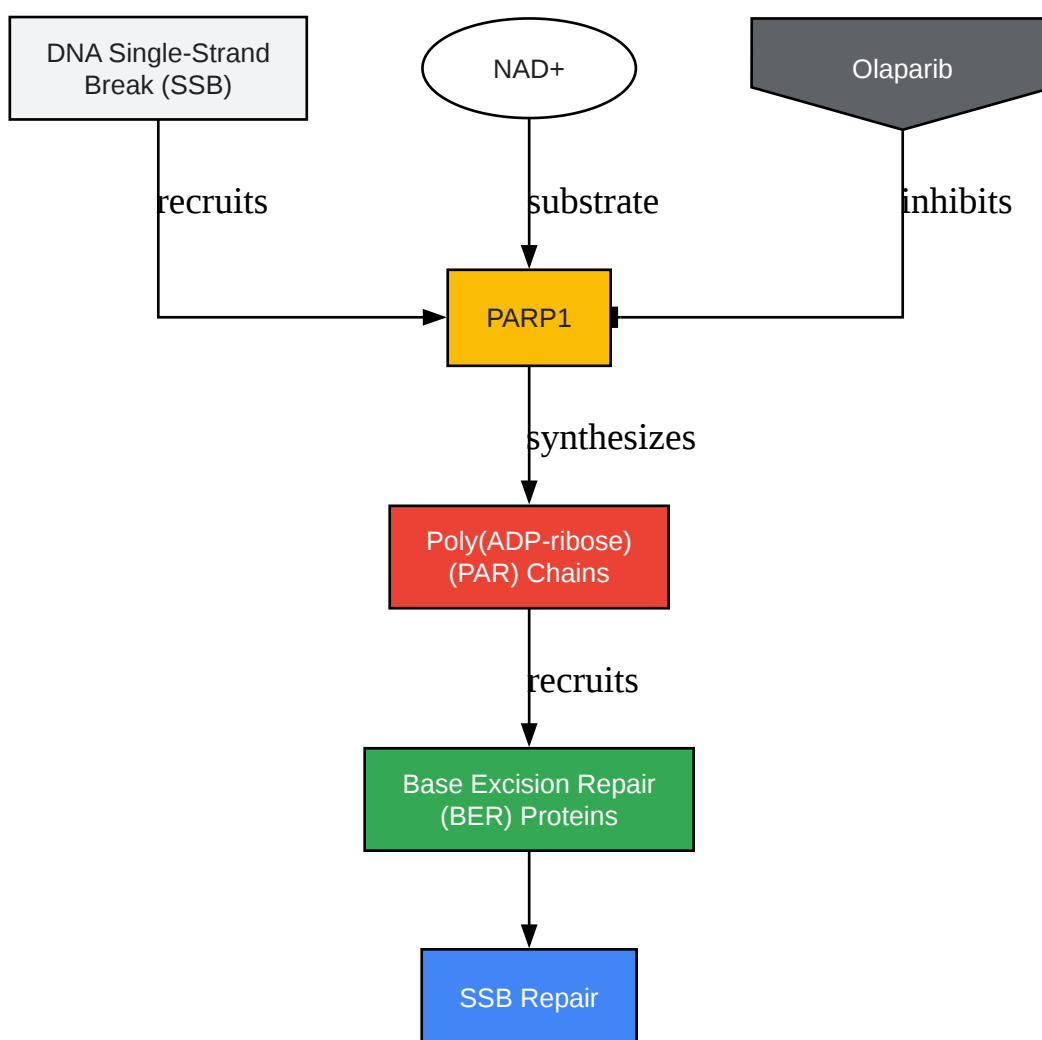 DNA Single-Strand
Break (SSB)
NAD+
Olaparib
recruits
substrate
inhibits
PARP1
synthesizes
Poly(ADP-ribose)
(PAR) Chains
recruits
Base Excision Repair
(BER) Proteins
SSB Repair